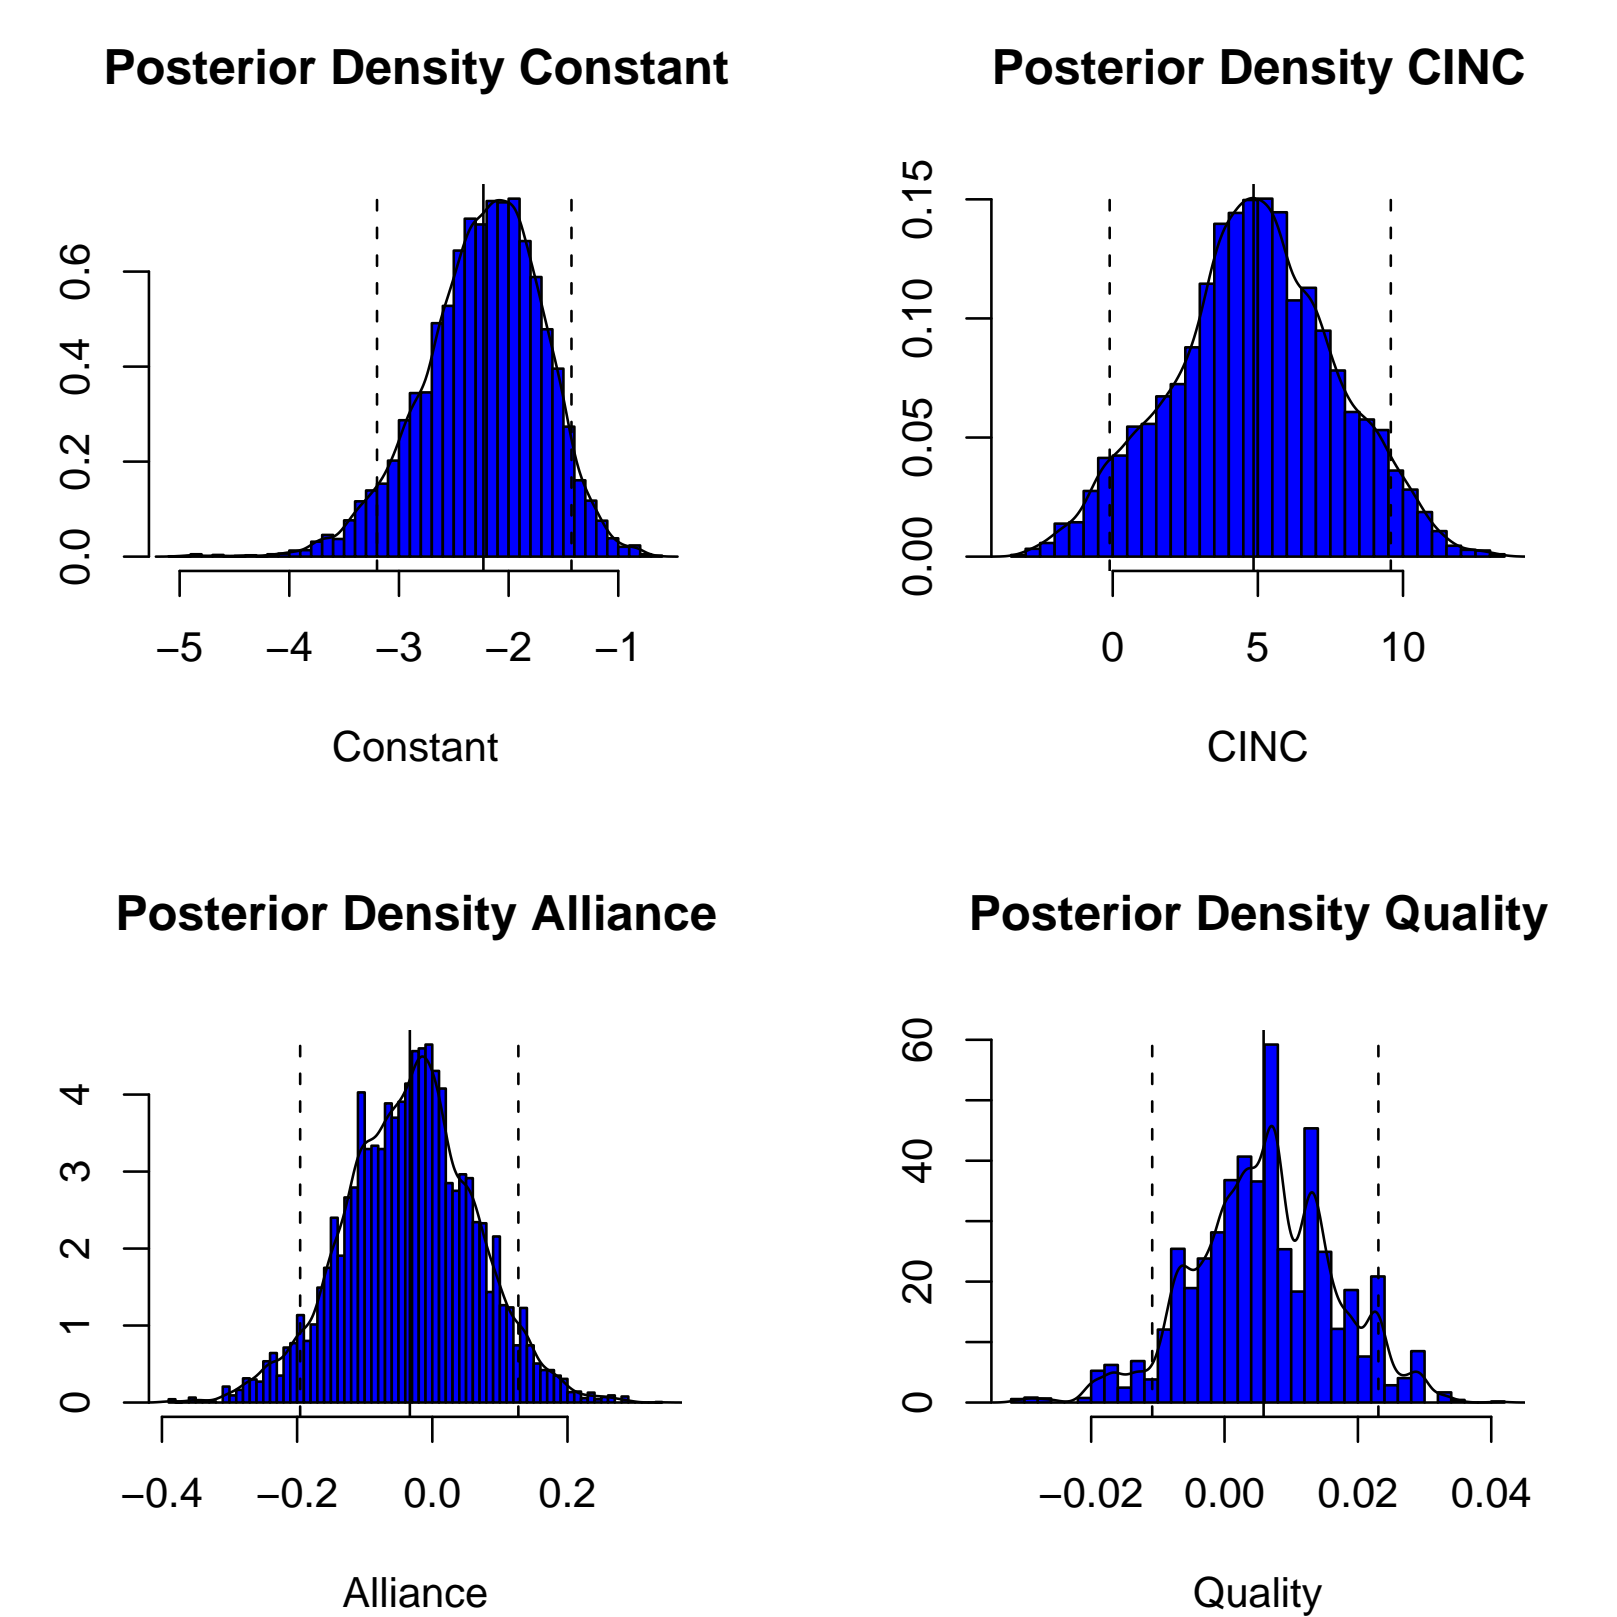 Posterior Density Constant
0.0 0.2 0.4 0.6
−5 −4 −3 −2 −1
Constant
Posterior Density CINC
0.00 0.05 0.10 0.15
0 5 10
CINC
Posterior Density Alliance
0 1 2 3 4
−0.4 −0.2 0.0 0.2
Alliance
Posterior Density Quality
0 20 40 60
−0.02 0.00 0.02 0.04
Quality